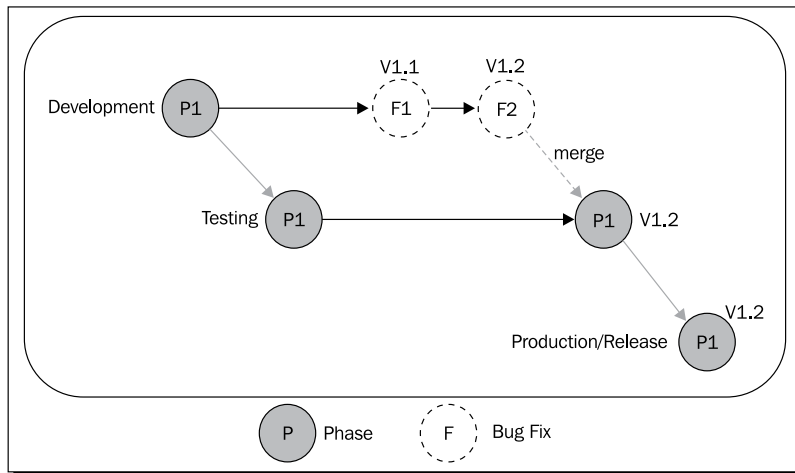 V1.1
V1.2
Development
P1
F1
F2
merge
Testing
P1
P1
V1.2
V1.2
Production/Release
P1
P
Phase
F
Bug Fix